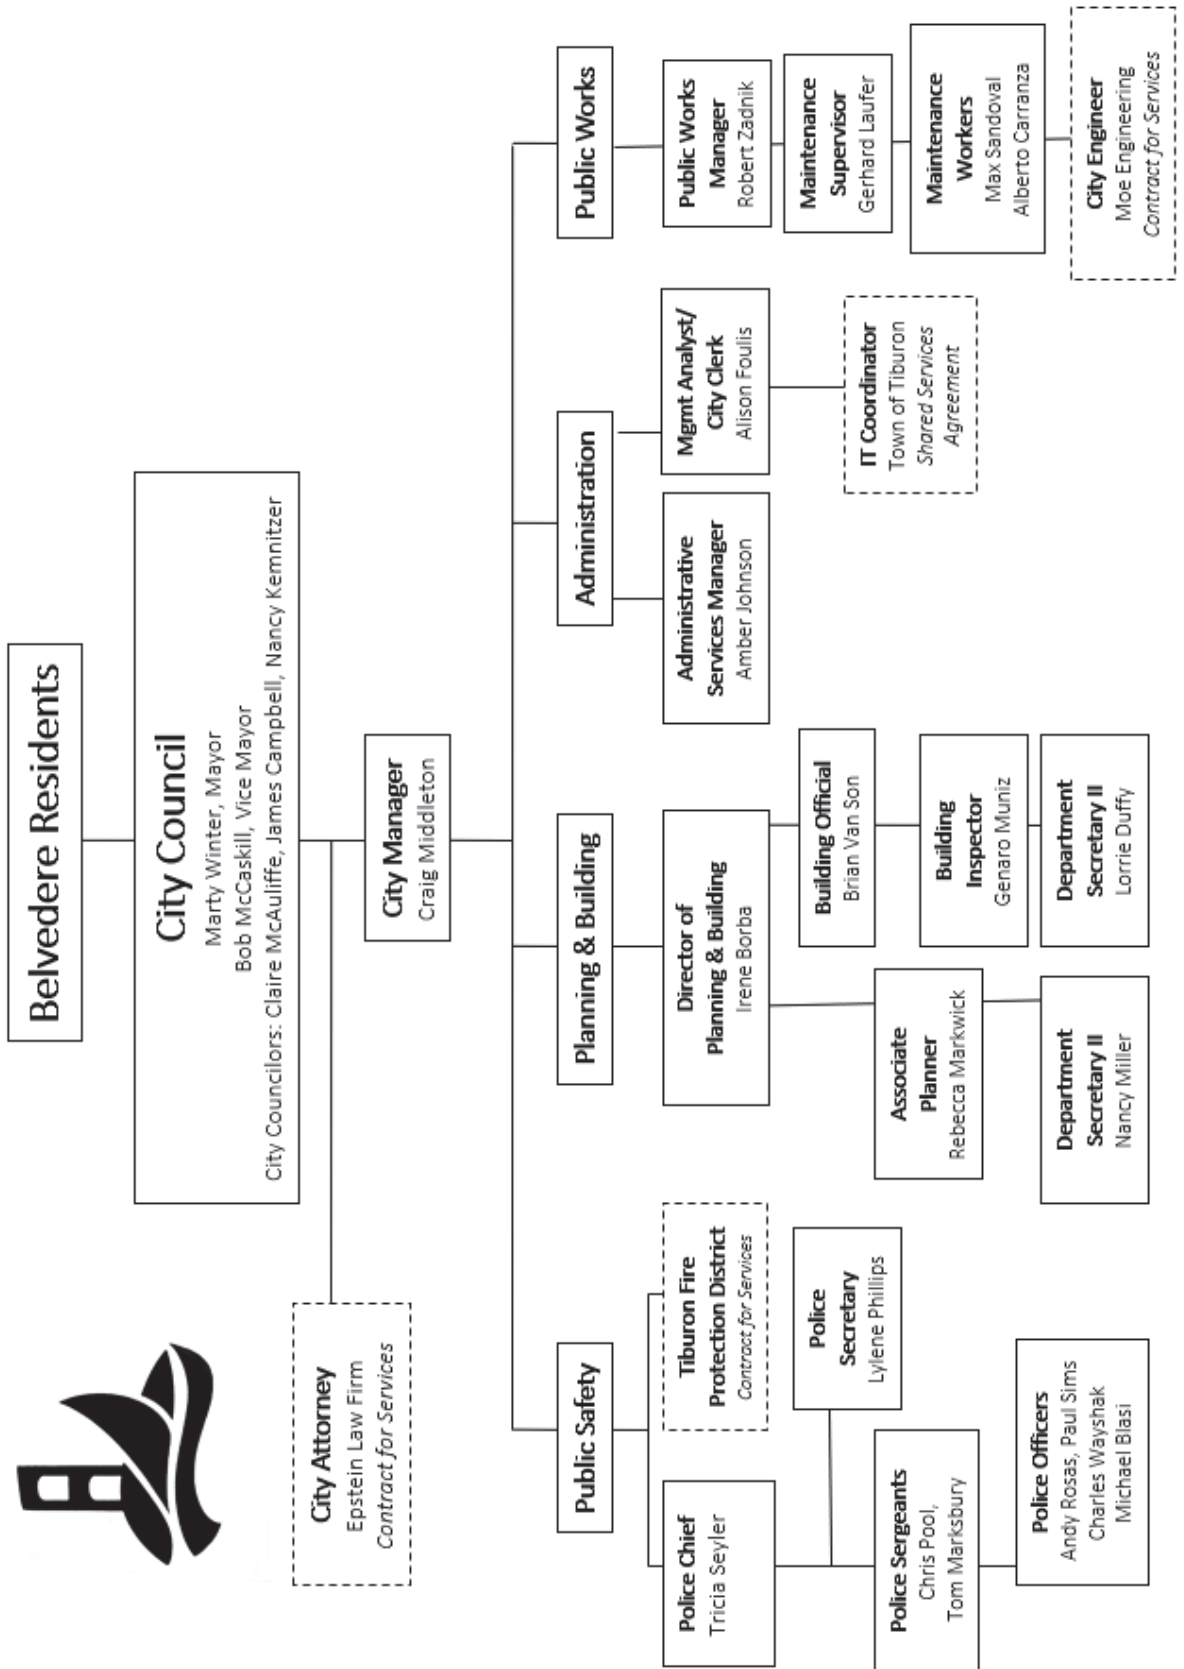 Belvedere Residents
City Council
Marty Winter, Mayor
Bob McCaskill, Vice Mayor
City Councilors: Claire McAuliffe, James Campbell, Nancy Kemnitzer
City Attorney
Epstein Law Firm
Contract for Services
City Manager
Craig Middleton
Public Safety
Planning & Building
Administration
Public Works
Police Chief
Tricia Seyler
Tiburon Fire
Protection District
Contract for Services
Police
Secretary
Lylene Phillips
Police Sergeants
Chris Pool,
Tom Marksbury
Police Officers
Andy Rosas, Paul Sims
Charles Wayshak
Michael Blasi
Director of
Planning & Building
Irene Borba
Associate
Planner
Rebecca Markwick
Department
Secretary II
Nancy Miller
Building Official
Brian Van Son
Building
Inspector
Genaro Muniz
Department
Secretary II
Lorrie Duffy
Administrative
Services Manager
Amber Johnson
Mgmt Analyst/
City Clerk
Alison Foulis
IT Coordinator
Town of Tiburon
Shared Services
Agreement
Public Works
Manager
Robert Zadnik
Maintenance
Supervisor
Gerhard Laufer
Maintenance
Workers
Max Sandoval
Alberto Carranza
City Engineer
Moe Engineering
Contract for Services